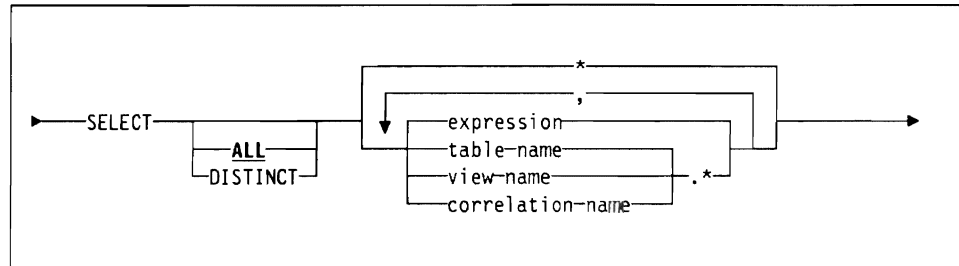 *
,
SELECT
ALL
DISTINCT
expression
table-name
view-name
.*
correlation-name